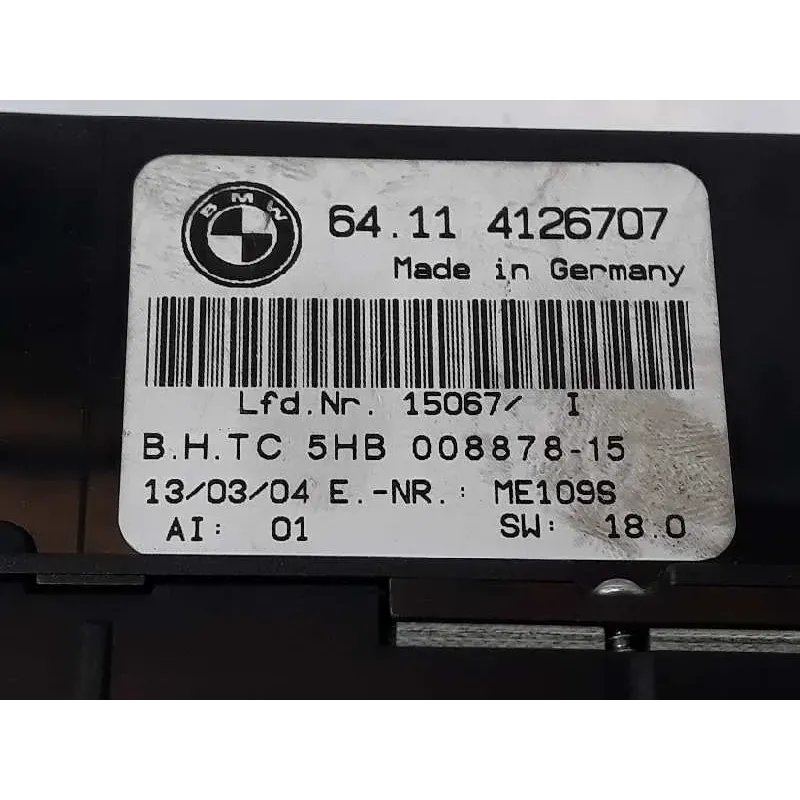 BMW
64.11 4126707
Made in Germany
Lfd.Nr. 15067/ I
B.H.TC 5HB 008878-15
13/03/04 E.-NR.: ME109S
AI: 01 SW: 18.0